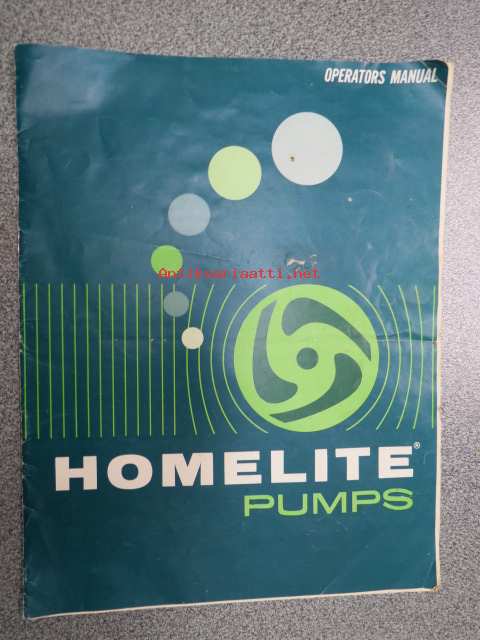 OPERATORS MANUAL
Antikvariaatti.net
HOMELITE®
PUMPS